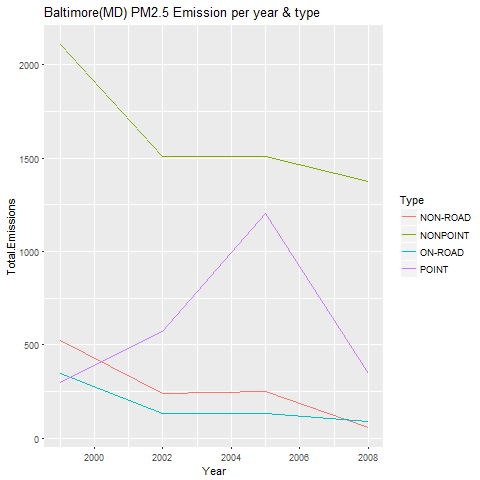 Baltimore(MD) PM2.5 Emission per year & type
Total Emissions
2000
1500
1000
500
0
2000
2002
2004
2006
2008
Year
Type
NON-ROAD
NONPOINT
ON-ROAD
POINT